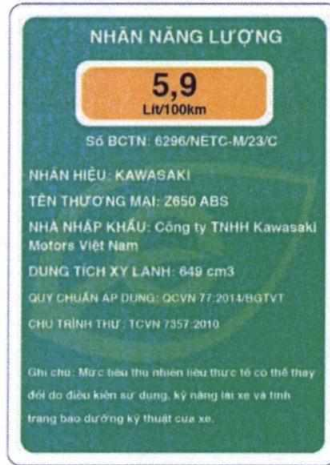 NHÃN NĂNG LƯỢNG
5,9
Lít/100km
Số BCTN: 6296/NETC-M/23/C
NHÃN HIỆU: KAWASAKI
TÊN THƯƠNG MẠI: Z650 ABS
NHÀ NHẬP KHẨU: Công ty TNHH Kawasaki
Motors Việt Nam
DUNG TÍCH XY LANH: 649 cm3
QUY CHUẨN ÁP DỤNG: QCVN 77:2014/BGTVT
CHU TRÌNH THỬ: TCVN 7357:2010
Ghi chú: Mức tiêu thụ nhiên liệu thực tế có thể thay
đổi do điều kiện sử dụng, kỹ năng lái xe và tình
trạng bảo dưỡng kỹ thuật của xe.